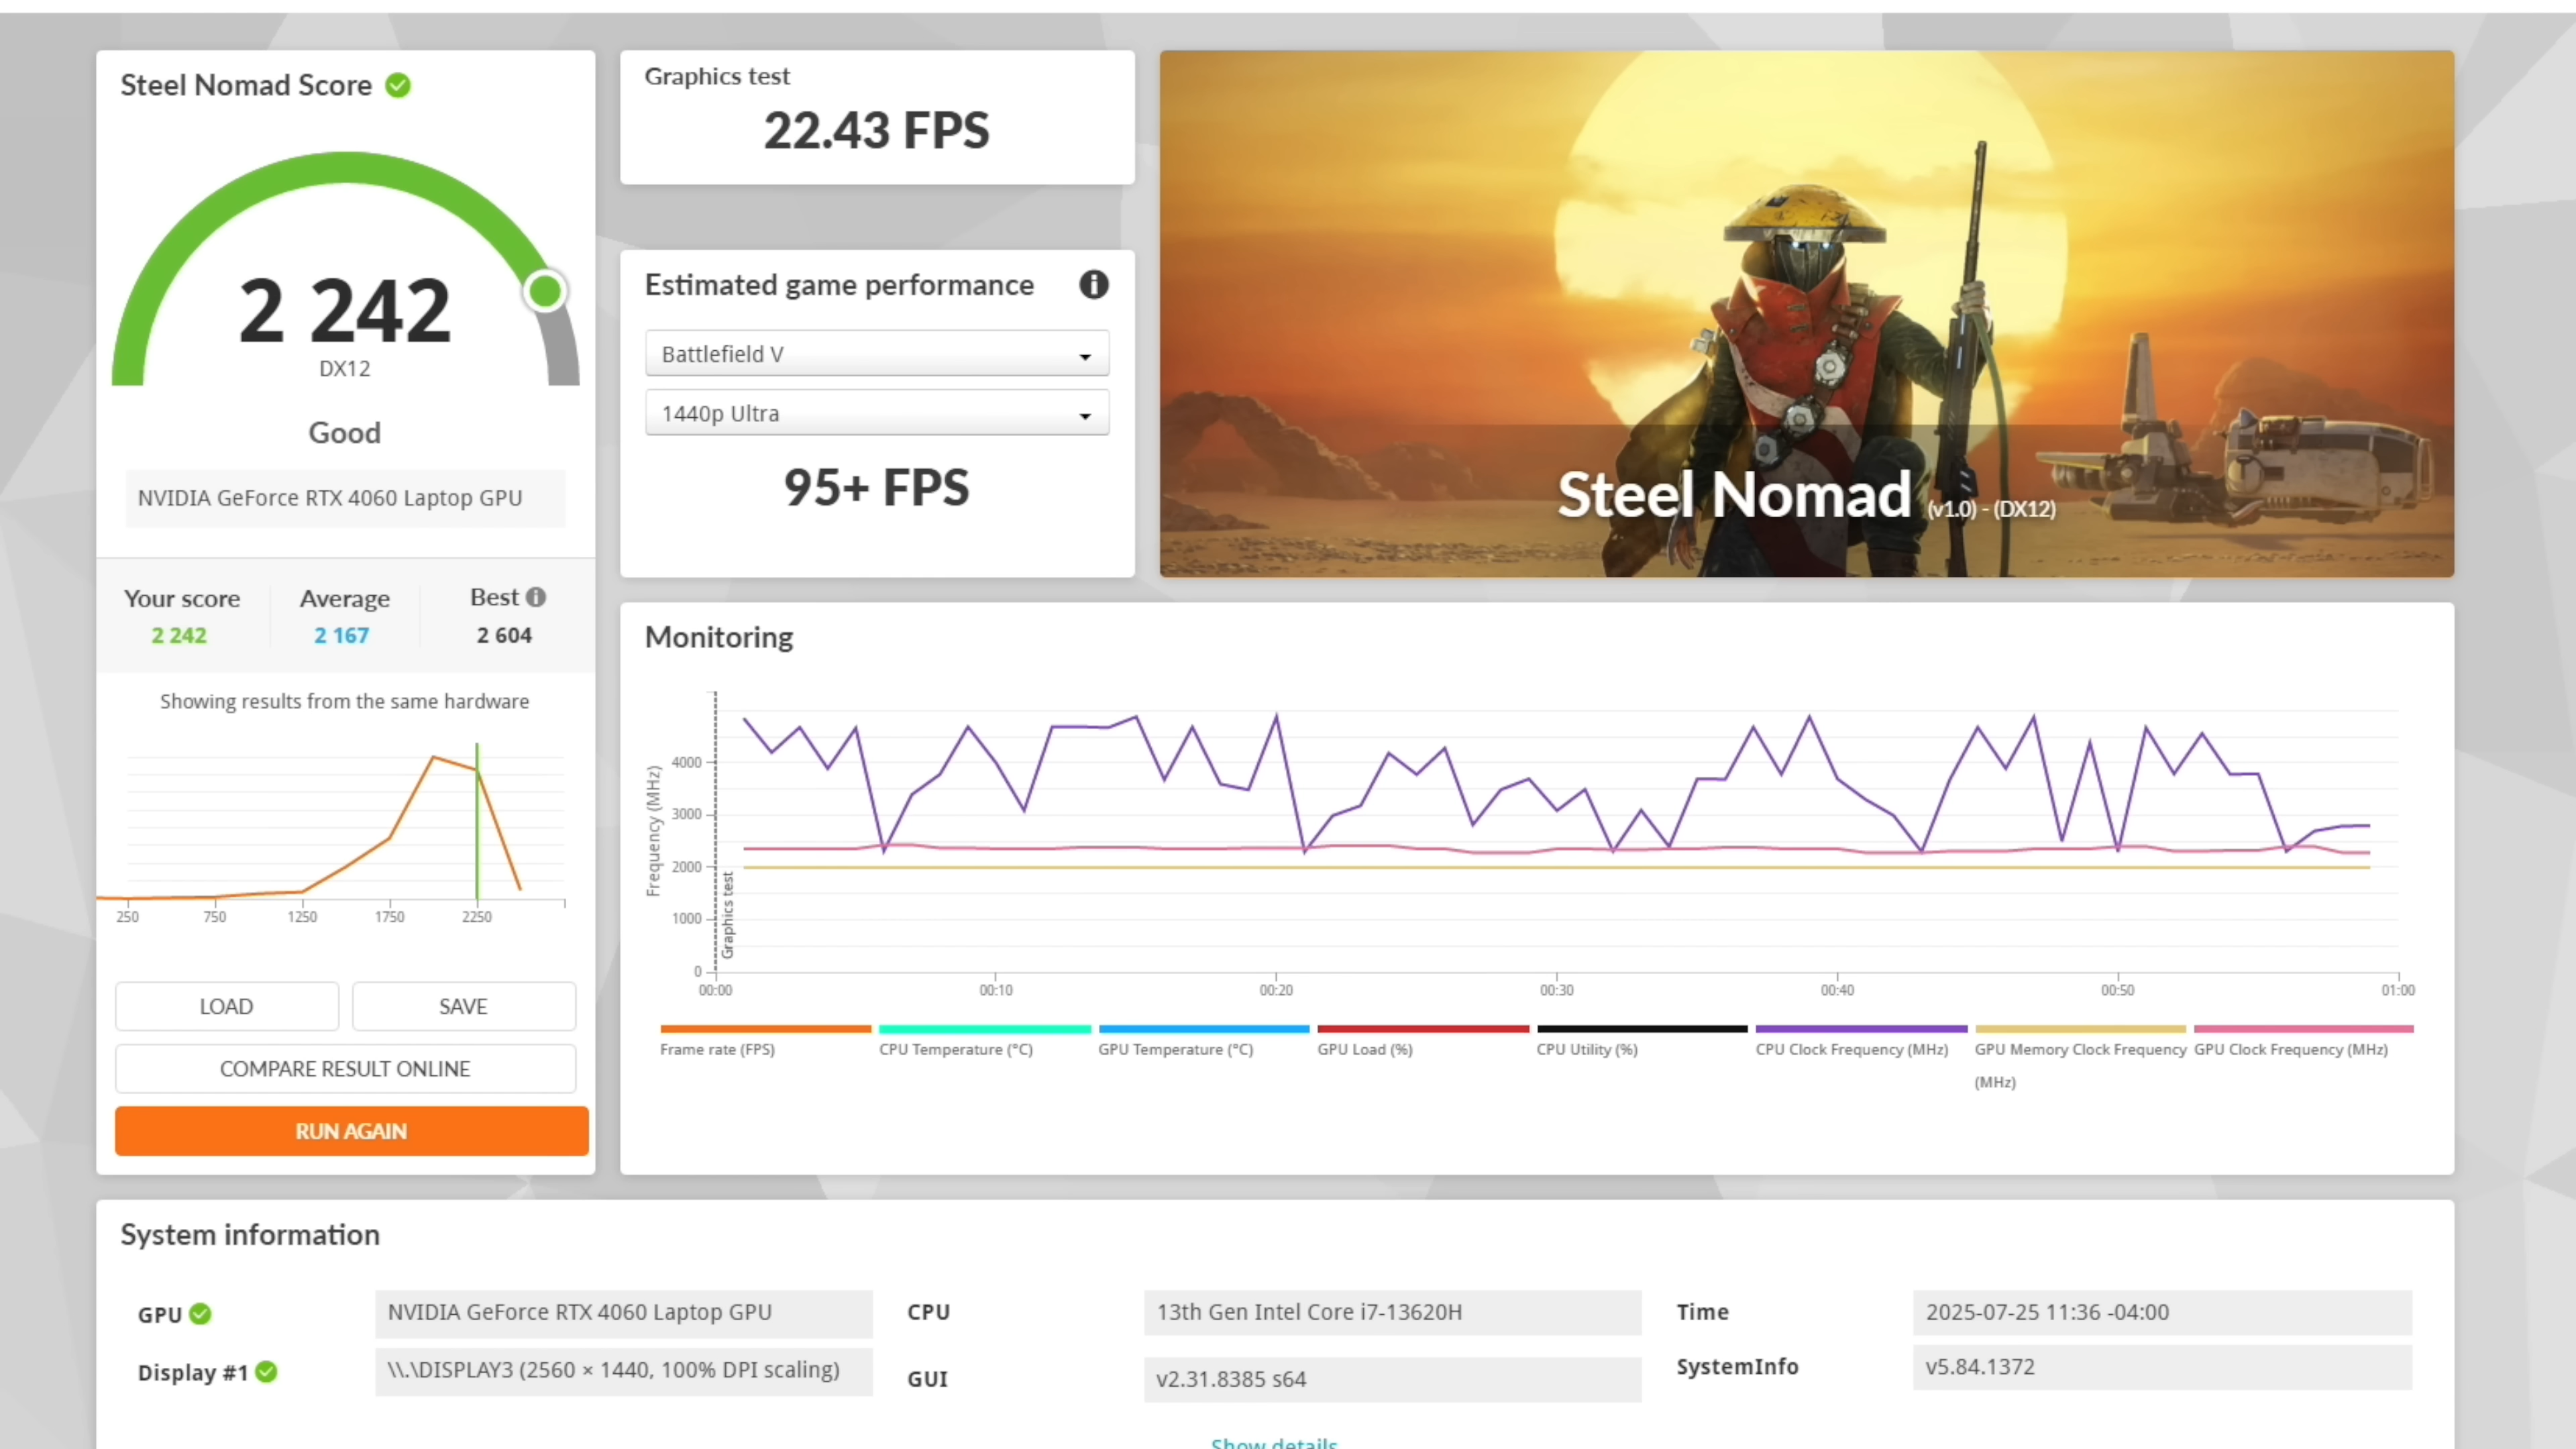 Steel Nomad Score
2 242
DX12
Good
NVIDIA GeForce RTX 4060 Laptop GPU
Your score Average Best
2 242 2 167 2 604
Showing results from the same hardware
250 750 1250 1750 2250
LOAD SAVE
COMPARE RESULT ONLINE
RUN AGAIN
Graphics test
22.43 FPS
Estimated game performance
Battlefield V
1440p Ultra
95+ FPS
Steel Nomad (v1.0) - (DX12)
Monitoring
Frequency (MHz)
4000
3000
2000
1000
0
Graphics test
00:00 00:10 00:20 00:30 00:40 00:50 01:00
Frame rate (FPS) CPU Temperature (°C) GPU Temperature (°C) GPU Load (%) CPU Utility (%) CPU Clock Frequency (MHz) GPU Memory Clock Frequency (MHz) GPU Clock Frequency (MHz)
System information
GPU NVIDIA GeForce RTX 4060 Laptop GPU CPU 13th Gen Intel Core i7-13620H Time 2025-07-25 11:36 -04:00
Display #1 \\.\DISPLAY3 (2560 × 1440, 100% DPI scaling) GUI v2.31.8385 s64 SystemInfo v5.84.1372
Show details